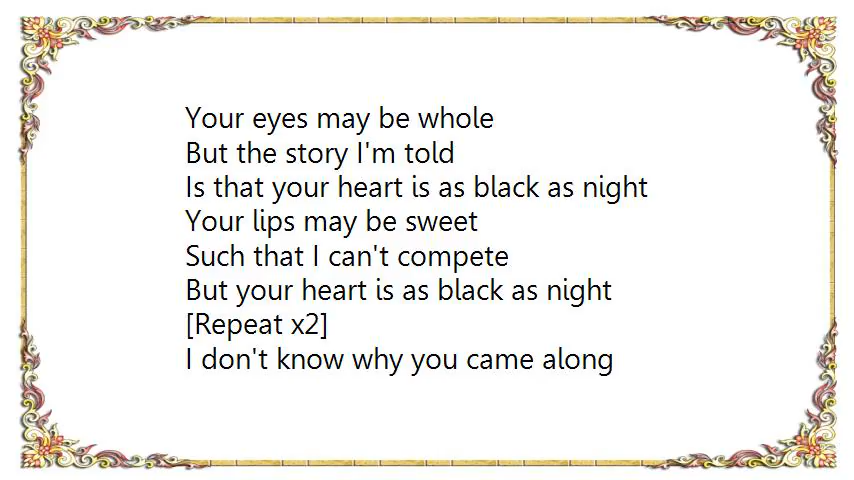 Your eyes may be whole
But the story I'm told
Is that your heart is as black as night
Your lips may be sweet
Such that I can't compete
But your heart is as black as night
[Repeat x2]
I don't know why you came along